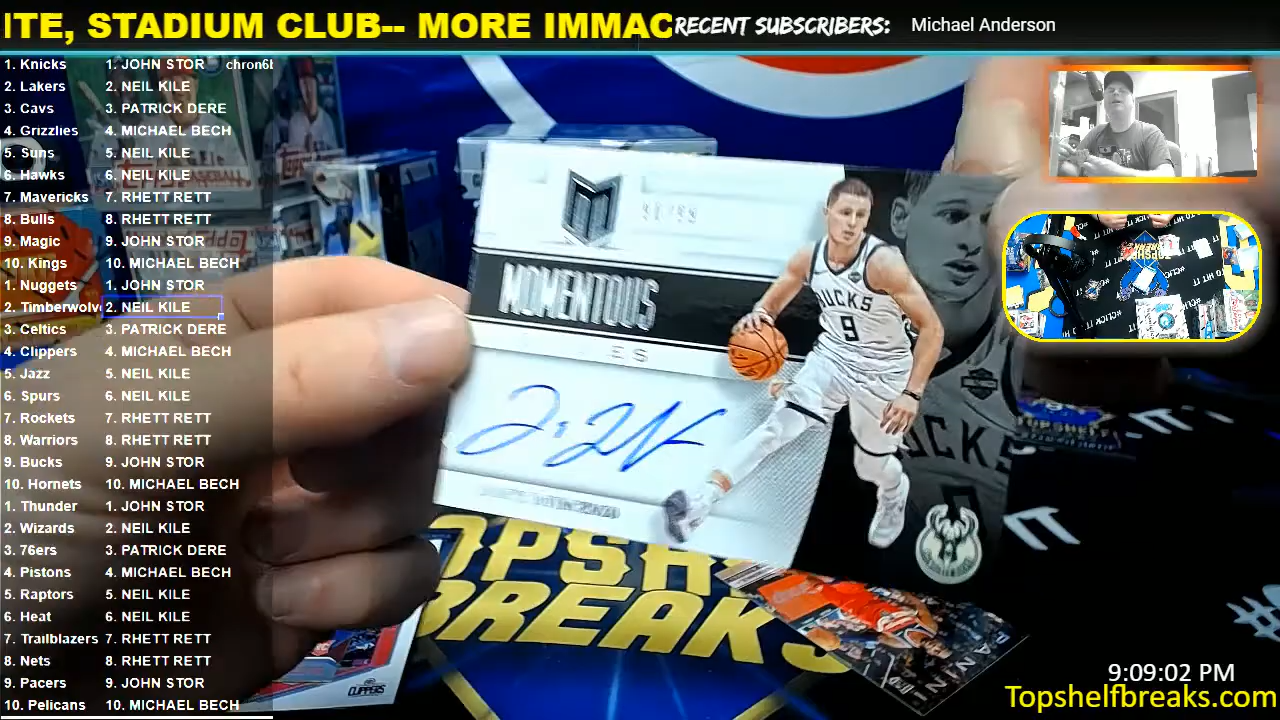 ITE, STADIUM CLUB-- MORE IMMAC
RECENT SUBSCRIBERS: Michael Anderson
1. Knicks 1. JOHN STOR chron6b
2. Lakers 2. NEIL KILE
3. Cavs 3. PATRICK DERE
4. Grizzlies 4. MICHAEL BECH
5. Suns 5. NEIL KILE
6. Hawks 6. NEIL KILE
7. Mavericks 7. RHETT RETT
8. Bulls 8. RHETT RETT
9. Magic 9. JOHN STOR
10. Kings 10. MICHAEL BECH
1. Nuggets 1. JOHN STOR
2. Timberwolve 2. NEIL KILE
3. Celtics 3. PATRICK DERE
4. Clippers 4. MICHAEL BECH
5. Jazz 5. NEIL KILE
6. Spurs 6. NEIL KILE
7. Rockets 7. RHETT RETT
8. Warriors 8. RHETT RETT
9. Bucks 9. JOHN STOR
10. Hornets 10. MICHAEL BECH
1. Thunder 1. JOHN STOR
2. Wizards 2. NEIL KILE
3. 76ers 3. PATRICK DERE
4. Pistons 4. MICHAEL BECH
5. Raptors 5. NEIL KILE
6. Heat 6. NEIL KILE
7. Trailblazers 7. RHETT RETT
8. Nets 8. RHETT RETT
9. Pacers 9. JOHN STOR
10. Pelicans 10. MICHAEL BECH
MOMENTOUS
BUCKS
9
OPSHELF
BREAKS
CLIPPERS
PANINI
9:09:02 PM
Topshelfbreaks.com